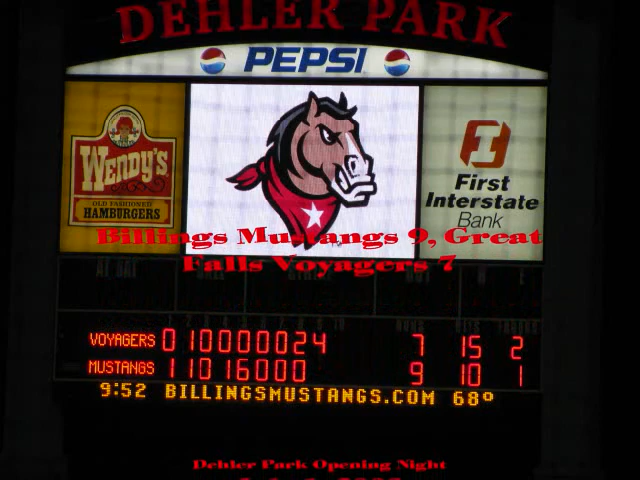 DEHLER PARK
PEPSI
WENDY'S
OLD FASHIONED
HAMBURGERS
First
Interstate
Bank
Billings Mustangs 9, Great
Falls Voyagers 7
AT BAT
VOYAGERS 0 1 0 0 0 0 0 2 4 7 15 2
MUSTANGS 1 1 0 1 6 0 0 0 9 10 1
9:52 BILLINGSMUSTANGS.COM 68°
Dehler Park Opening Night